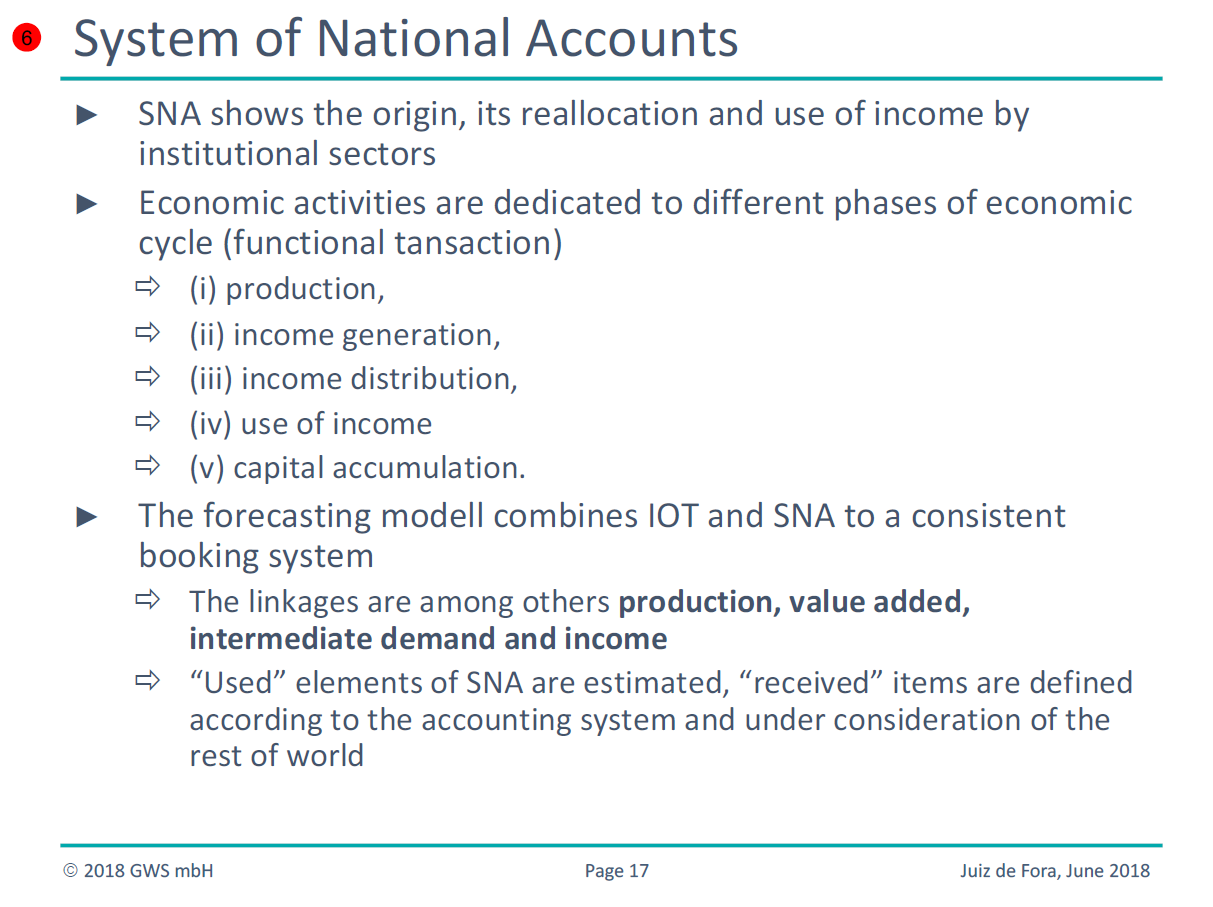 6
System of National Accounts
► SNA shows the origin, its reallocation and use of income by
institutional sectors
► Economic activities are dedicated to different phases of economic
cycle (functional tansaction)
⇨ (i) production,
⇨ (ii) income generation,
⇨ (iii) income distribution,
⇨ (iv) use of income
⇨ (v) capital accumulation.
► The forecasting modell combines IOT and SNA to a consistent
booking system
⇨ The linkages are among others production, value added,
intermediate demand and income
⇨ “Used” elements of SNA are estimated, “received” items are defined
according to the accounting system and under consideration of the
rest of world
© 2018 GWS mbH
Page 17
Juiz de Fora, June 2018